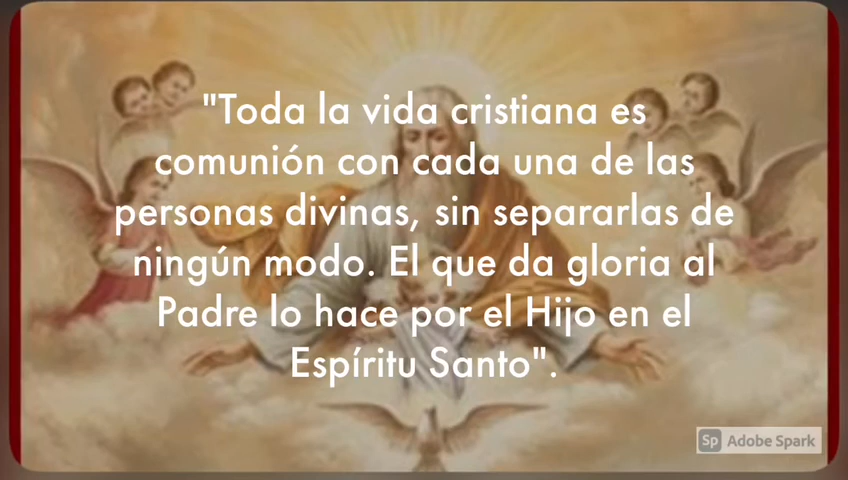 "Toda la vida cristiana es
comunión con cada una de las
personas divinas, sin separarlas de
ningún modo. El que da gloria al
Padre lo hace por el Hijo en el
Espíritu Santo".
Sp Adobe Spark